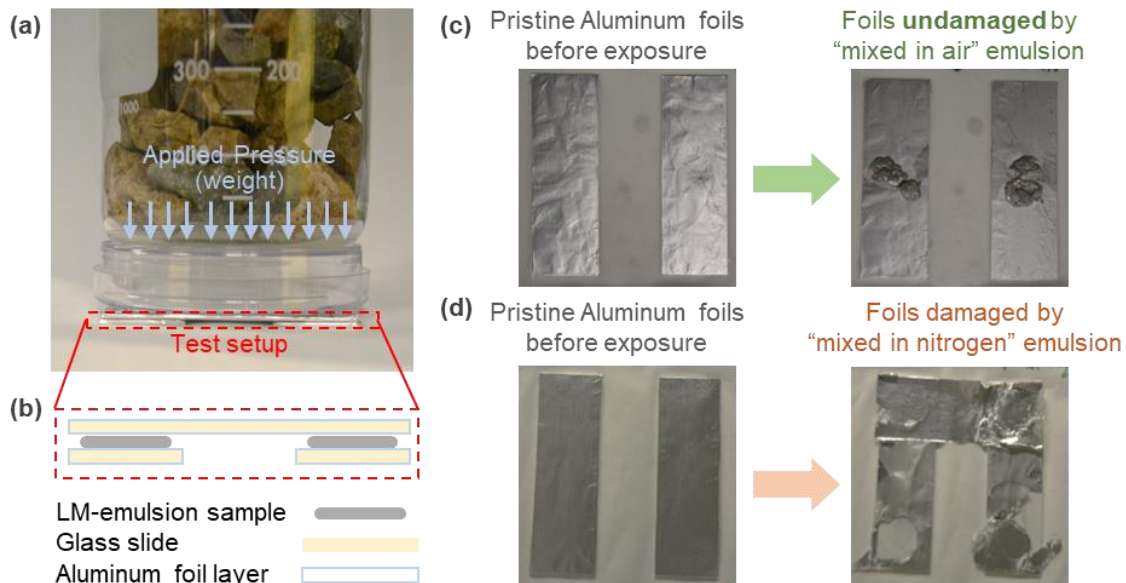 (a)
300
200
1000
Applied Pressure
(weight)
Test setup
(b)
LM-emulsion sample
Glass slide
Aluminum foil layer
(c)
Pristine Aluminum foils
before exposure
Foils undamaged by
“mixed in air” emulsion
(d)
Pristine Aluminum foils
before exposure
Foils damaged by
“mixed in nitrogen” emulsion